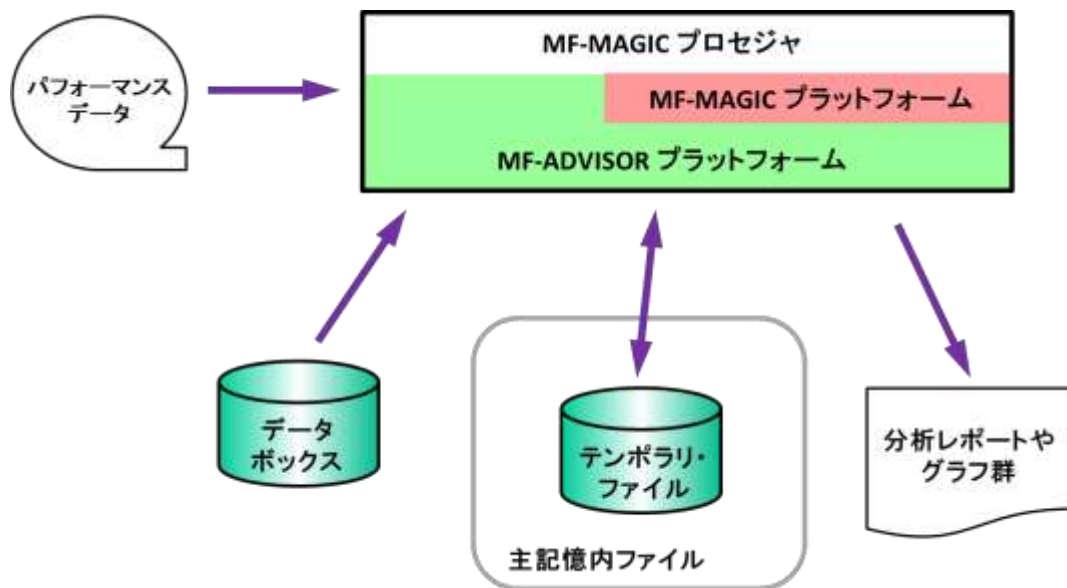 パフォーマンス
データ
MF-MAGIC プロセジャ
MF-MAGIC プラットフォーム
MF-ADVISOR プラットフォーム
データ
ボックス
テンポラリ・
ファイル
主記憶内ファイル
分析レポートや
グラフ群